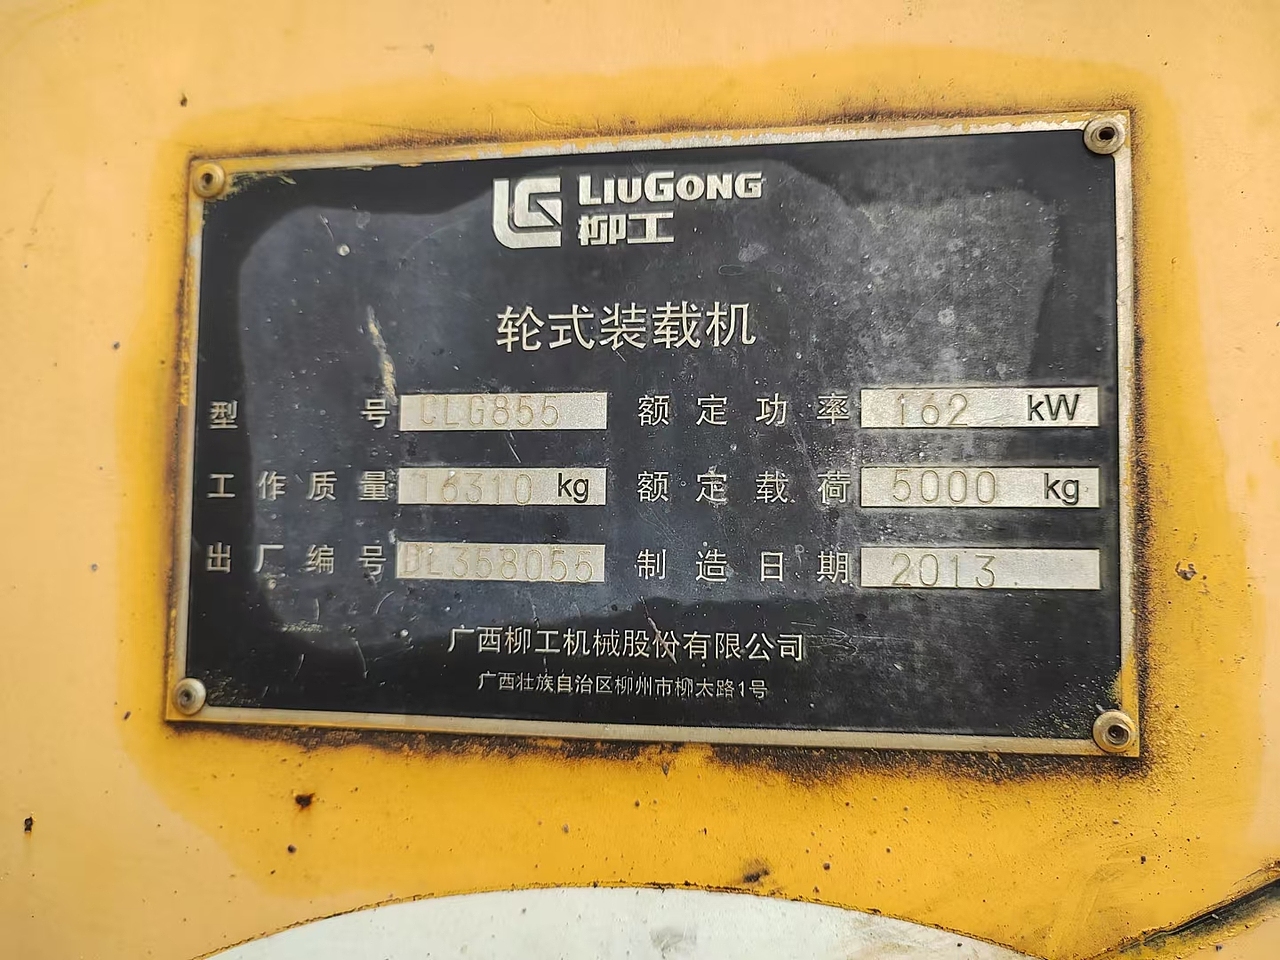 LIUGONG
柳工
轮式装载机
型号 CLG855 额定功率 162 kW
工作质量 16310 kg 额定载荷 5000 kg
出厂编号 DL358055 制造日期 2013.
广西柳工机械股份有限公司
广西壮族自治区柳州市柳太路1号